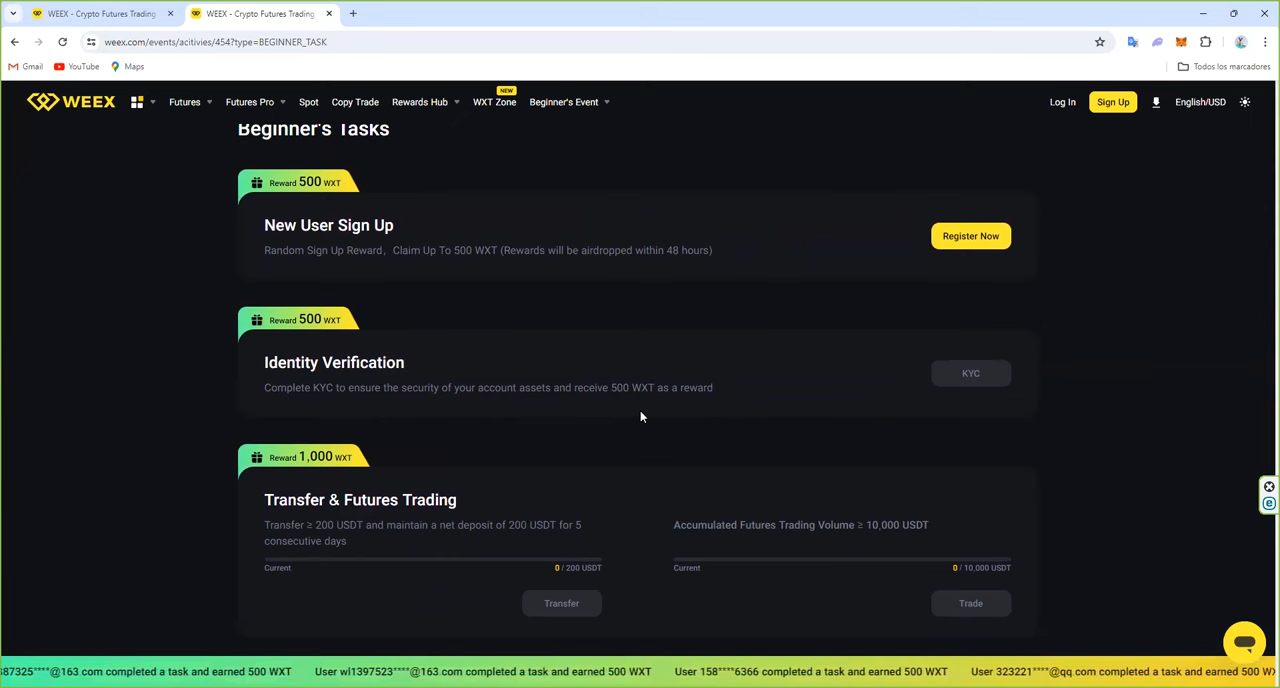 WEEX - Crypto Futures Trading
WEEX - Crypto Futures Trading
weex.com/events/acitivies/454?type=BEGINNER_TASK
Gmail
YouTube
Maps
Todos los marcadores
WEEX
Futures
Futures Pro
Spot
Copy Trade
Rewards Hub
NEW
WXT Zone
Beginner's Event
Log In
Sign Up
English/USD
Beginner's Tasks
Reward 500 WXT
New User Sign Up
Random Sign Up Reward, Claim Up To 500 WXT (Rewards will be airdropped within 48 hours)
Register Now
Reward 500 WXT
Identity Verification
Complete KYC to ensure the security of your account assets and receive 500 WXT as a reward
KYC
Reward 1,000 WXT
Transfer & Futures Trading
Transfer ≥ 200 USDT and maintain a net deposit of 200 USDT for 5
consecutive days
Current
0 / 200 USDT
Transfer
Accumulated Futures Trading Volume ≥ 10,000 USDT
Current
0 / 10,000 USDT
Trade
387325****@163.com completed a task and earned 500 WXT User wl1397523****@163.com completed a task and earned 500 WXT User 158****6366 completed a task and earned 500 WXT User 323221****@qq.com completed a task and earned 500 WX